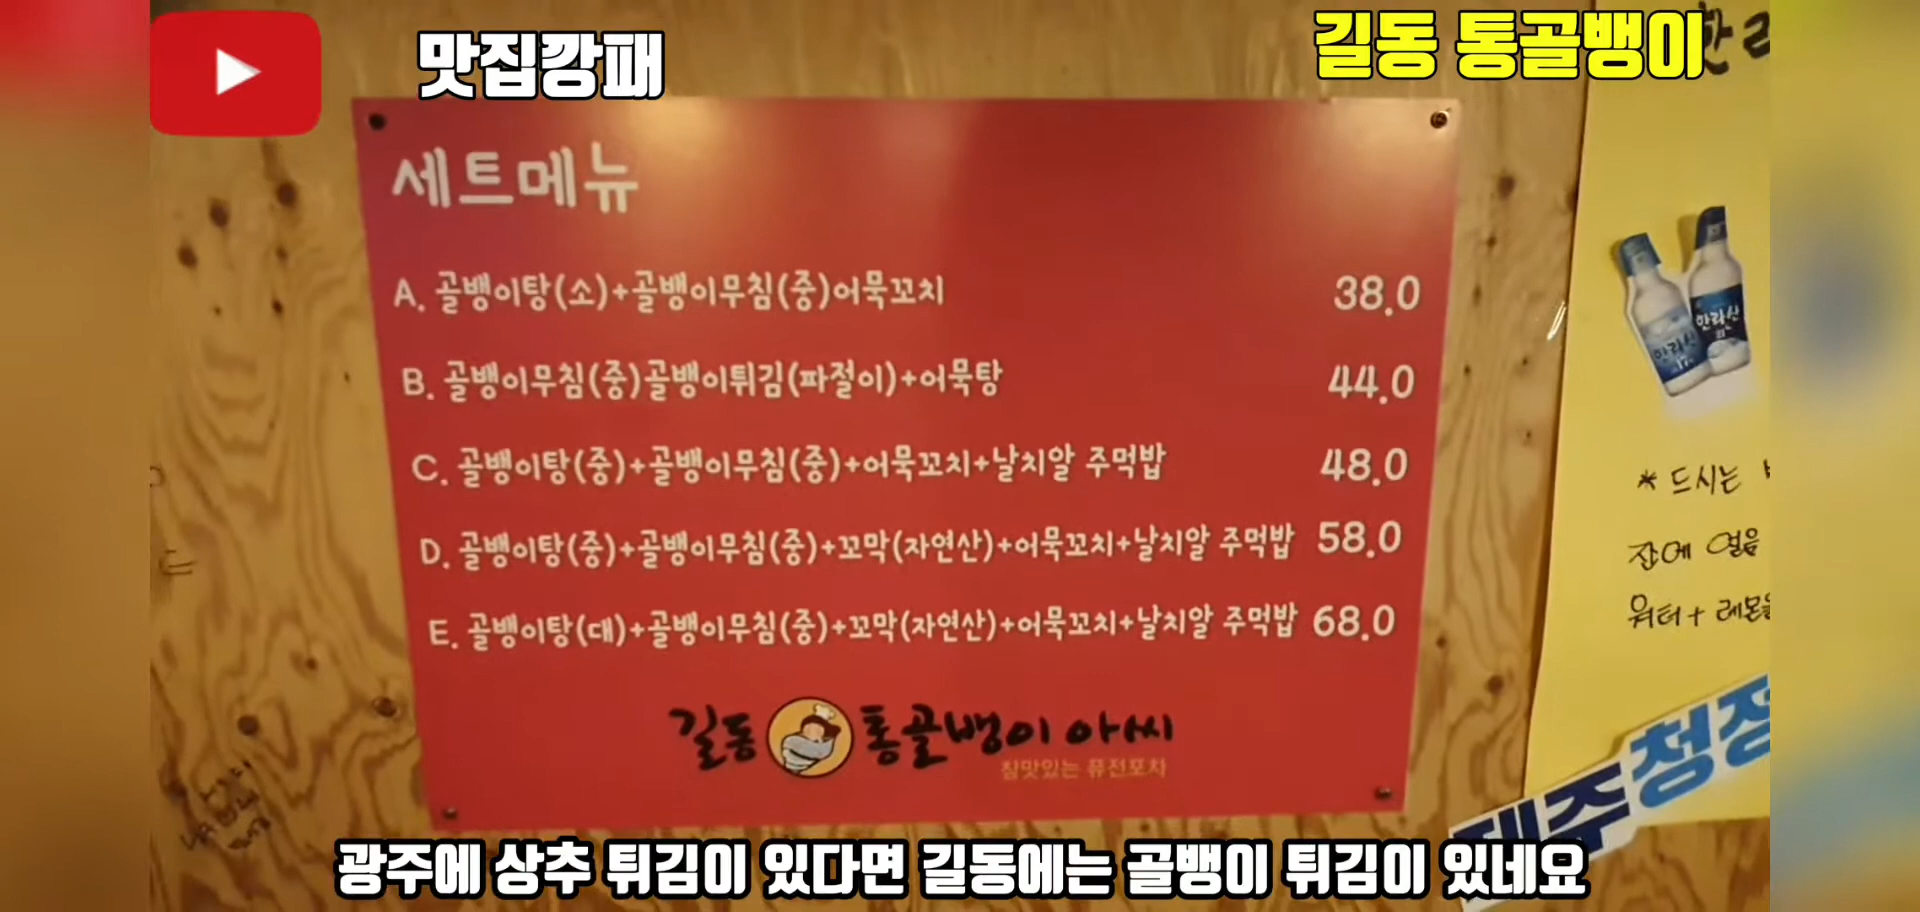 맛집깡패
길동 통골뱅이
세트메뉴
A. 골뱅이탕(소)+골뱅이무침(중)어묵꼬치 38.0
B. 골뱅이무침(중)골뱅이튀김(파절이)+어묵탕 44.0
C. 골뱅이탕(중)+골뱅이무침(중)+어묵꼬치+날치알 주먹밥 48.0
D. 골뱅이탕(중)+골뱅이무침(중)+꼬막(자연산)+어묵꼬치+날치알 주먹밥 58.0
E. 골뱅이탕(대)+골뱅이무침(중)+꼬막(자연산)+어묵꼬치+날치알 주먹밥 68.0
길동 통골뱅이 아씨
참맛있는 퓨전포차
한라산
한라산
* 드시는
잔에 얼음
워터+레몬을
제주청정
광주에 상추 튀김이 있다면 길동에는 골뱅이 튀김이 있네요